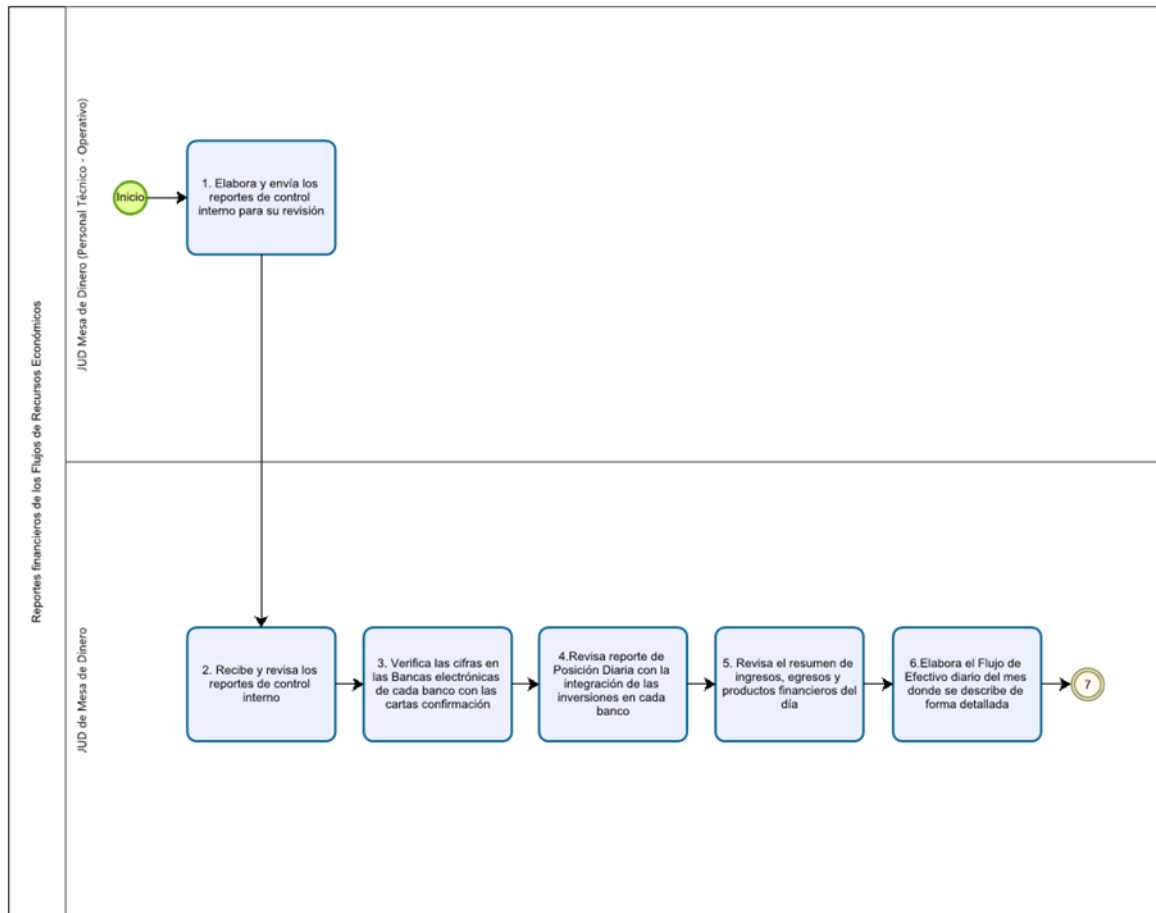 Reportes financieros de los Flujos de Recursos Económicos
JUD Mesa de Dinero (Personal Técnico - Operativo)
Inicio
1. Elabora y envía los
reportes de control
interno para su revisión
JUD de Mesa de Dinero
2. Recibe y revisa los
reportes de control
interno
3. Verifica las cifras en
las Bancas electrónicas
de cada banco con las
cartas confirmación
4.Revisa reporte de
Posición Diaria con la
integración de las
inversiones en cada
banco
5. Revisa el resumen de
ingresos, egresos y
productos financieros del
día
6.Elabora el Flujo de
Efectivo diario del mes
donde se describe de
forma detallada
7